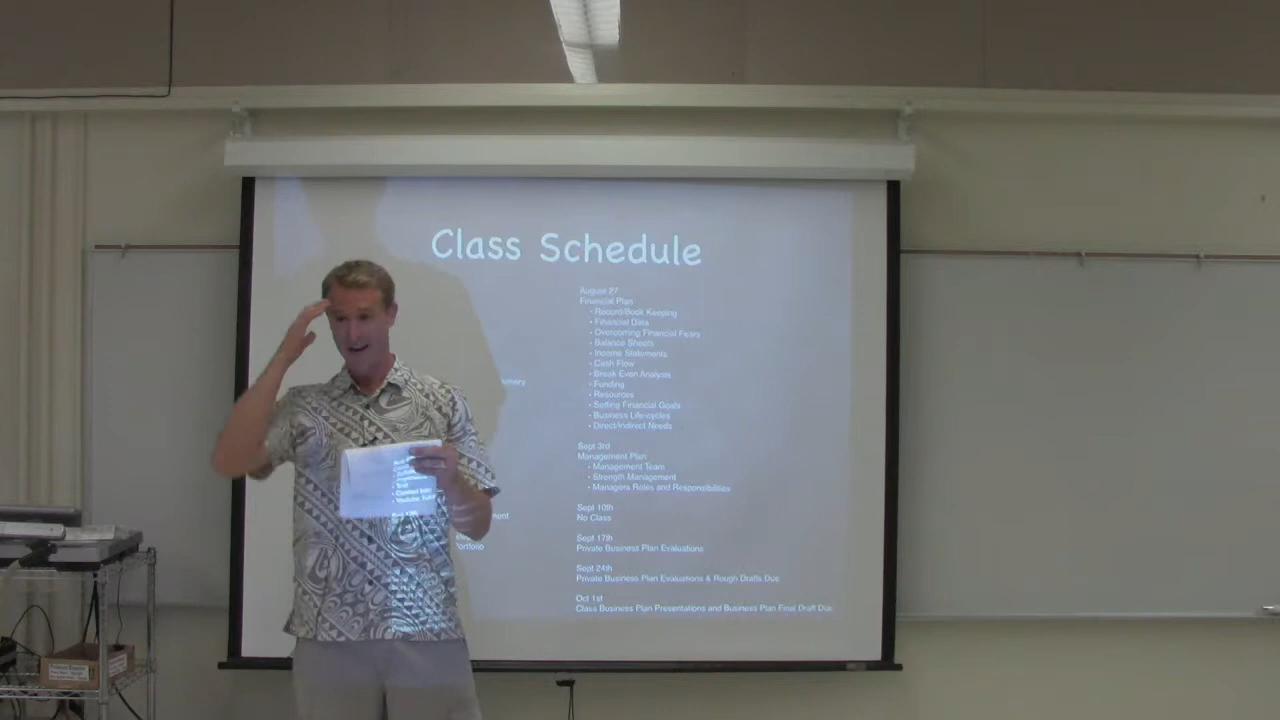 Class Schedule
August 27
Financial Plan
• Record/Book Keeping
• Financial Data
• Overcoming Financial Fears
• Balance Sheets
• Income Statements
• Cash Flow
• Break Even Analysis
• Funding
• Resources
• Setting Financial Goals
• Business Life-cycles
• Direct/Indirect Needs
Sept 3rd
Management Plan
• Management Team
• Strength Management
• Managers Roles and Responsibilities
Sept 10th
No Class
Sept 17th
Private Business Plan Evaluations
Sept 24th
Private Business Plan Evaluations & Rough Drafts Due
Oct 1st
Class Business Plan Presentations and Business Plan Final Draft Due